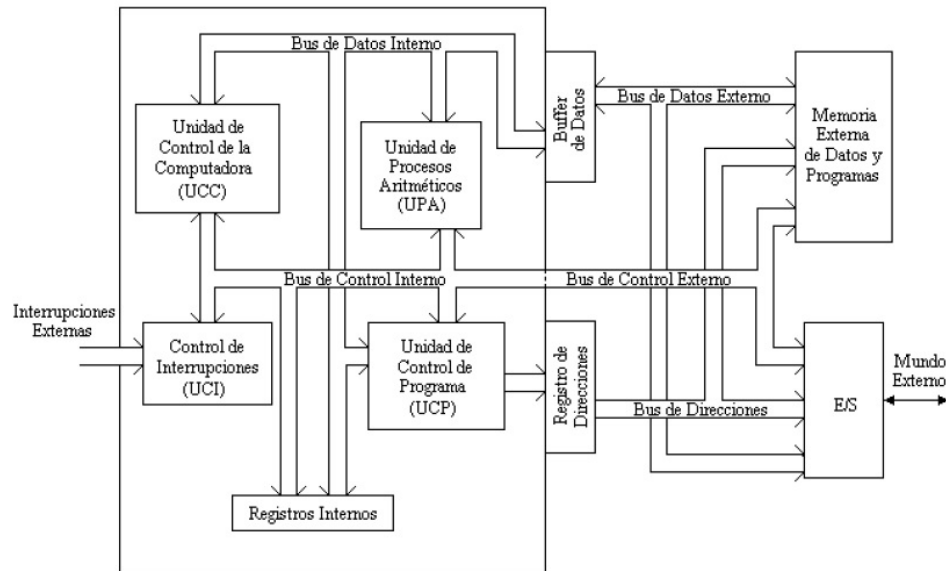 Bus de Datos Interno
Unidad de
Control de la
Computadora
(UCC)
Unidad de
Procesos
Aritméticos
(UPA)
Buffer
de Datos
Bus de Datos Externo
Memoria
Externa
de Datos y
Programas
Bus de Control Interno
Bus de Control Externo
Interrupciones
Externas
Control de
Interrupciones
(UCI)
Unidad de
Control de
Programa
(UCP)
Registro de
Direcciones
Bus de Direcciones
E/S
Mundo
Externo
Registros Internos